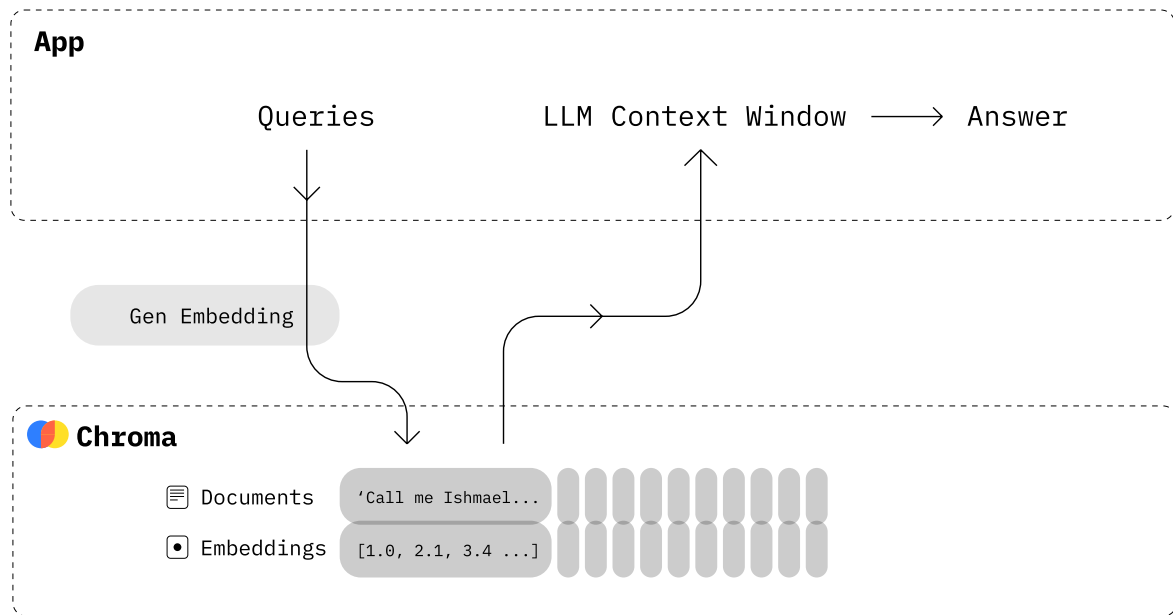 App
Queries
LLM Context Window
Answer
Gen Embedding
Chroma
Documents
‘Call me Ishmael...
Embeddings
[1.0, 2.1, 3.4 ...]